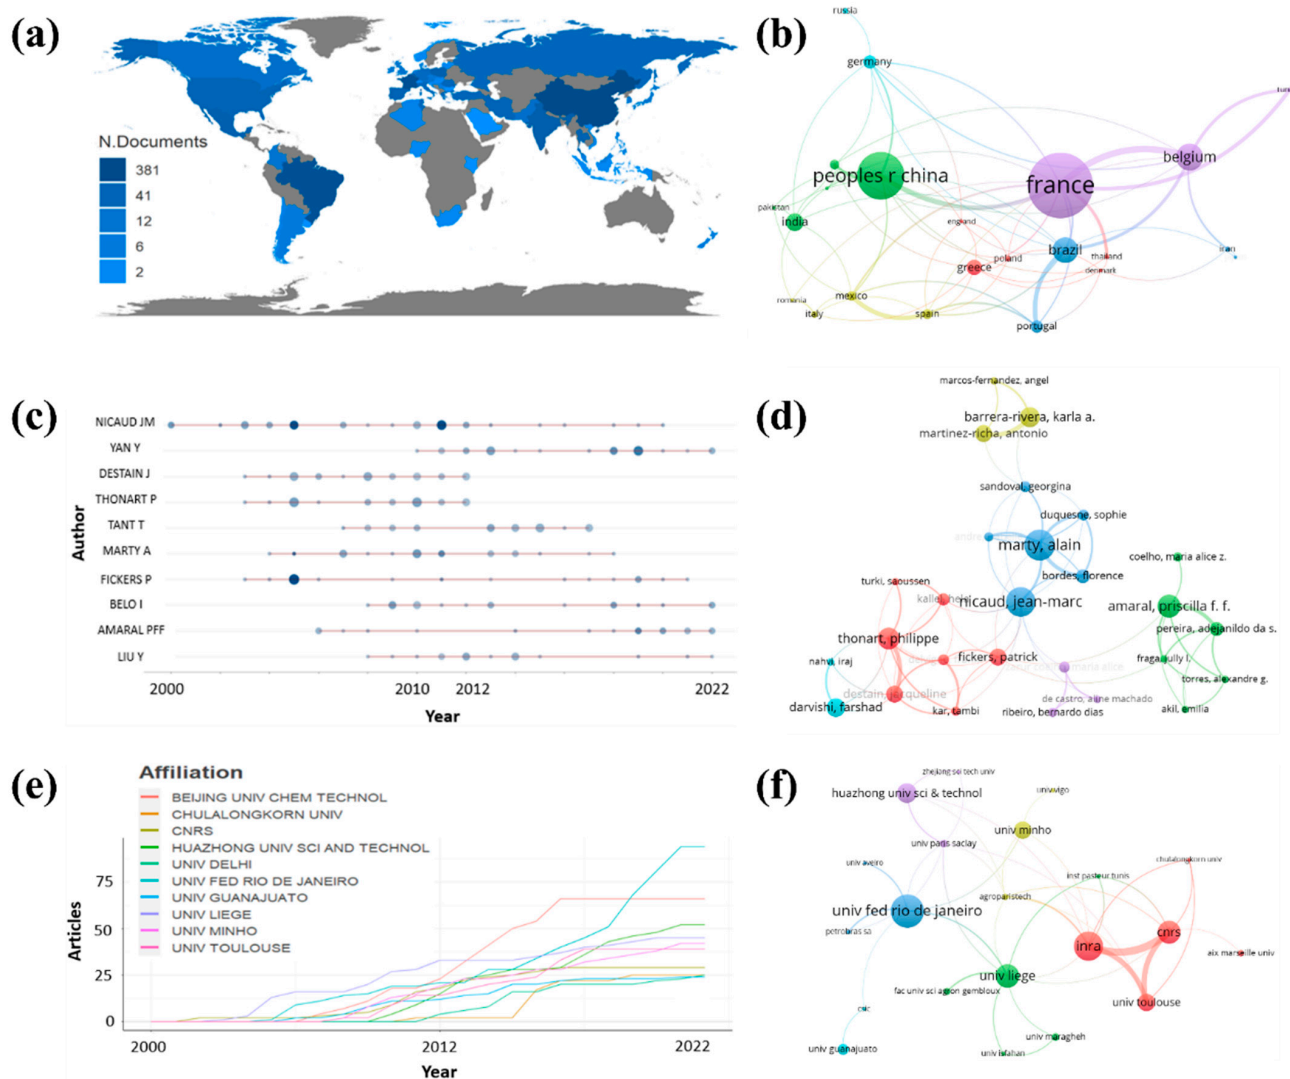 (a)
N.Documents
381
41
12
6
2
(b)
russia
germany
peoples r china
france
belgium
pakistan
india
england
brazil
iran
greece
poland
thailand
denmark
romania
mexico
italy
spain
portugal
(c)
Author
NICAUD JM
YAN Y
DESTAIN J
THONART P
TANT T
MARTY A
FICKERS P
BELO I
AMARAL PFF
LIU Y
2000
2010
2012
2022
Year
(d)
marcos-fernandez, angel
barrera-rivera, karla a.
martinez-richa, antonio
sandoval, georgina
duquesne, sophie
andre
marty, alain
coelho, maria alice z.
bordes, florence
turki, saoussen
nicaud, jean-marc
amaral, priscilla f. f.
thonart, philippe
pereira, adejanildo da s.
nahvi, iraj
fickers, patrick
maria alice
fraga, jully l.
torres, alexandre g.
destain, jacqueline
de castro, aline machado
darvishi, farshad
kar, tambi
ribeiro, bernardo dias
akil, emilia
(e)
Affiliation
BEIJING UNIV CHEM TECHNOL
CHULALONGKORN UNIV
CNRS
HUAZHONG UNIV SCI AND TECHNOL
UNIV DELHI
UNIV FED RIO DE JANEIRO
UNIV GUANAJUATO
UNIV LIEGE
UNIV MINHO
UNIV TOULOUSE
Articles
75
50
25
0
2000
2012
2022
Year
(f)
zhejiang sci tech univ
huazhong univ sci & technol
univ vigo
univ minho
univ paris saclay
univ aveiro
chulalongkorn univ
inst pasteur tunis
agroparistech
univ fed rio de janeiro
petrobras sa
cnrs
inra
aix marseille univ
univ liege
fac univ sci agron gembloux
univ toulouse
csic
univ maragheh
univ guanajuato
univ isfahan